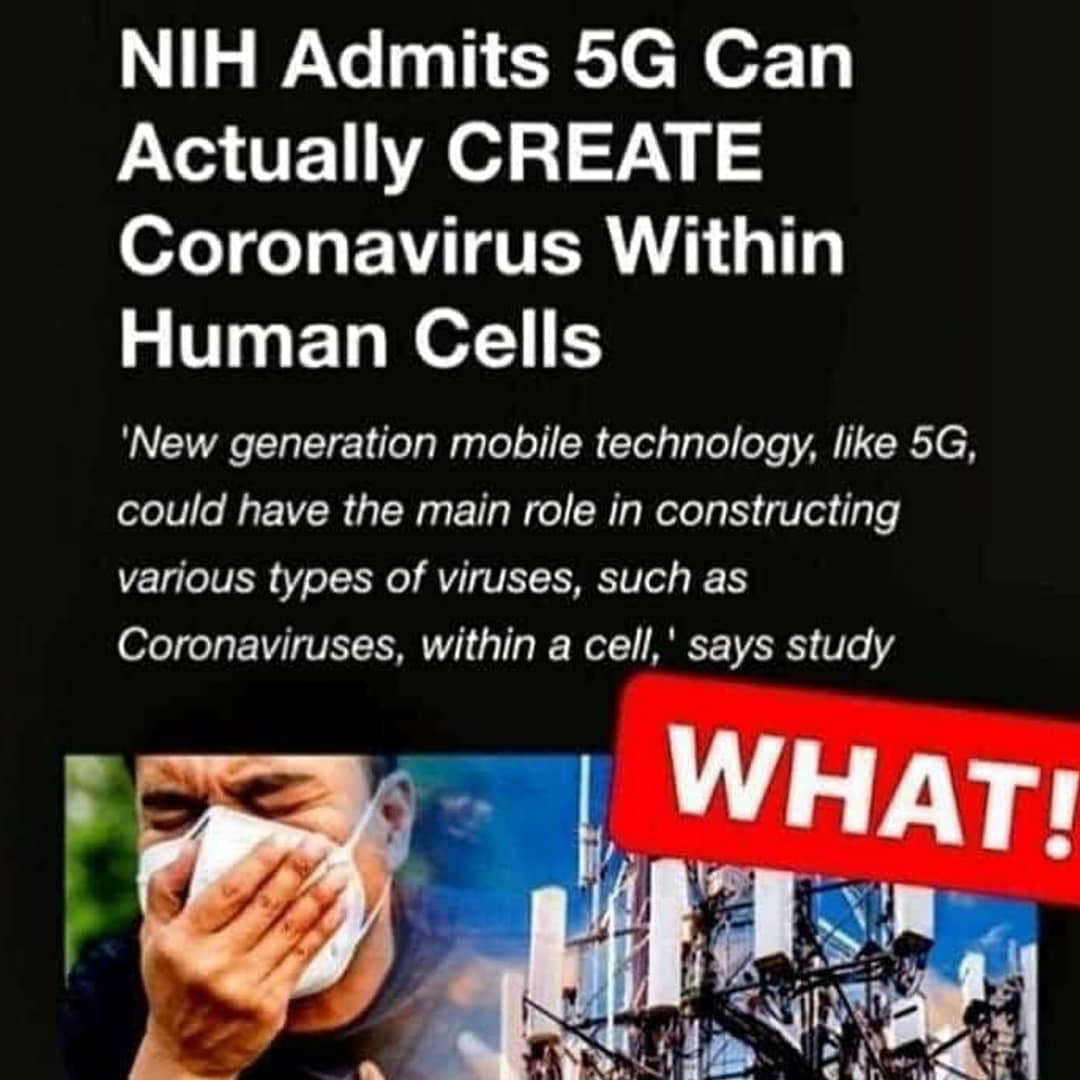 NIH Admits 5G Can
Actually CREATE
Coronavirus Within
Human Cells
'New generation mobile technology, like 5G,
could have the main role in constructing
various types of viruses, such as
Coronaviruses, within a cell,' says study
WHAT!